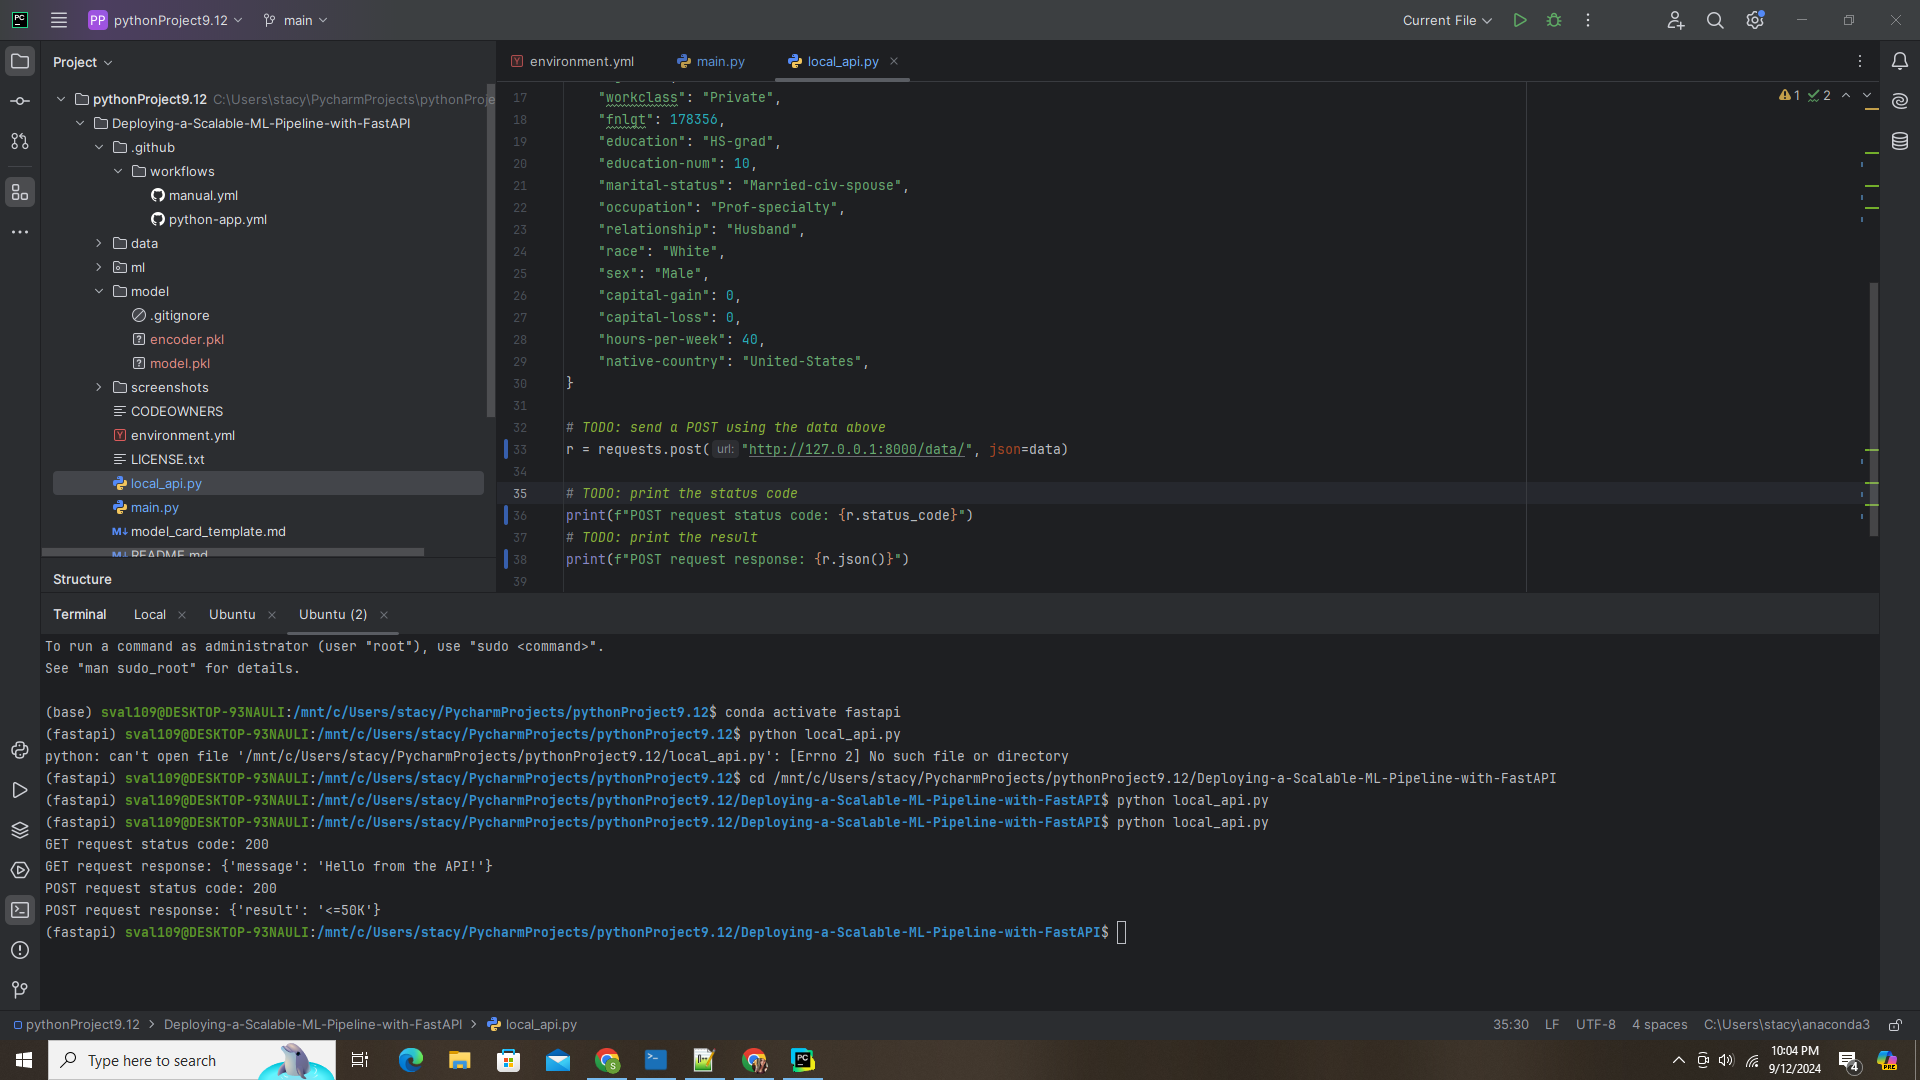 PC
PP pythonProject9.12
main
Current File
Project
pythonProject9.12 C:\Users\stacy\PycharmProjects\pythonProje
Deploying-a-Scalable-ML-Pipeline-with-FastAPI
.github
workflows
manual.yml
python-app.yml
data
ml
model
.gitignore
encoder.pkl
model.pkl
screenshots
CODEOWNERS
environment.yml
LICENSE.txt
local_api.py
main.py
model_card_template.md
README.md
Structure
environment.yml main.py local_api.py
1 2
17 "workclass": "Private",
18 "fnlgt": 178356,
19 "education": "HS-grad",
20 "education-num": 10,
21 "marital-status": "Married-civ-spouse",
22 "occupation": "Prof-specialty",
23 "relationship": "Husband",
24 "race": "White",
25 "sex": "Male",
26 "capital-gain": 0,
27 "capital-loss": 0,
28 "hours-per-week": 40,
29 "native-country": "United-States",
30 }
31
32 # TODO: send a POST using the data above
33 r = requests.post( url: "http://127.0.0.1:8000/data/", json=data)
34
35 # TODO: print the status code
36 print(f"POST request status code: {r.status_code}")
37 # TODO: print the result
38 print(f"POST request response: {r.json()}")
39
Terminal Local Ubuntu Ubuntu (2)
To run a command as administrator (user "root"), use "sudo <command>".
See "man sudo_root" for details.
(base) sval109@DESKTOP-93NAULI:/mnt/c/Users/stacy/PycharmProjects/pythonProject9.12$ conda activate fastapi
(fastapi) sval109@DESKTOP-93NAULI:/mnt/c/Users/stacy/PycharmProjects/pythonProject9.12$ python local_api.py
python: can't open file '/mnt/c/Users/stacy/PycharmProjects/pythonProject9.12/local_api.py': [Errno 2] No such file or directory
(fastapi) sval109@DESKTOP-93NAULI:/mnt/c/Users/stacy/PycharmProjects/pythonProject9.12$ cd /mnt/c/Users/stacy/PycharmProjects/pythonProject9.12/Deploying-a-Scalable-ML-Pipeline-with-FastAPI
(fastapi) sval109@DESKTOP-93NAULI:/mnt/c/Users/stacy/PycharmProjects/pythonProject9.12/Deploying-a-Scalable-ML-Pipeline-with-FastAPI$ python local_api.py
(fastapi) sval109@DESKTOP-93NAULI:/mnt/c/Users/stacy/PycharmProjects/pythonProject9.12/Deploying-a-Scalable-ML-Pipeline-with-FastAPI$ python local_api.py
GET request status code: 200
GET request response: {'message': 'Hello from the API!'}
POST request status code: 200
POST request response: {'result': '<=50K'}
(fastapi) sval109@DESKTOP-93NAULI:/mnt/c/Users/stacy/PycharmProjects/pythonProject9.12/Deploying-a-Scalable-ML-Pipeline-with-FastAPI$
pythonProject9.12 > Deploying-a-Scalable-ML-Pipeline-with-FastAPI > local_api.py
35:30 LF UTF-8 4 spaces C:\Users\stacy\anaconda3
Type here to search
10:04 PM
9/12/2024
4